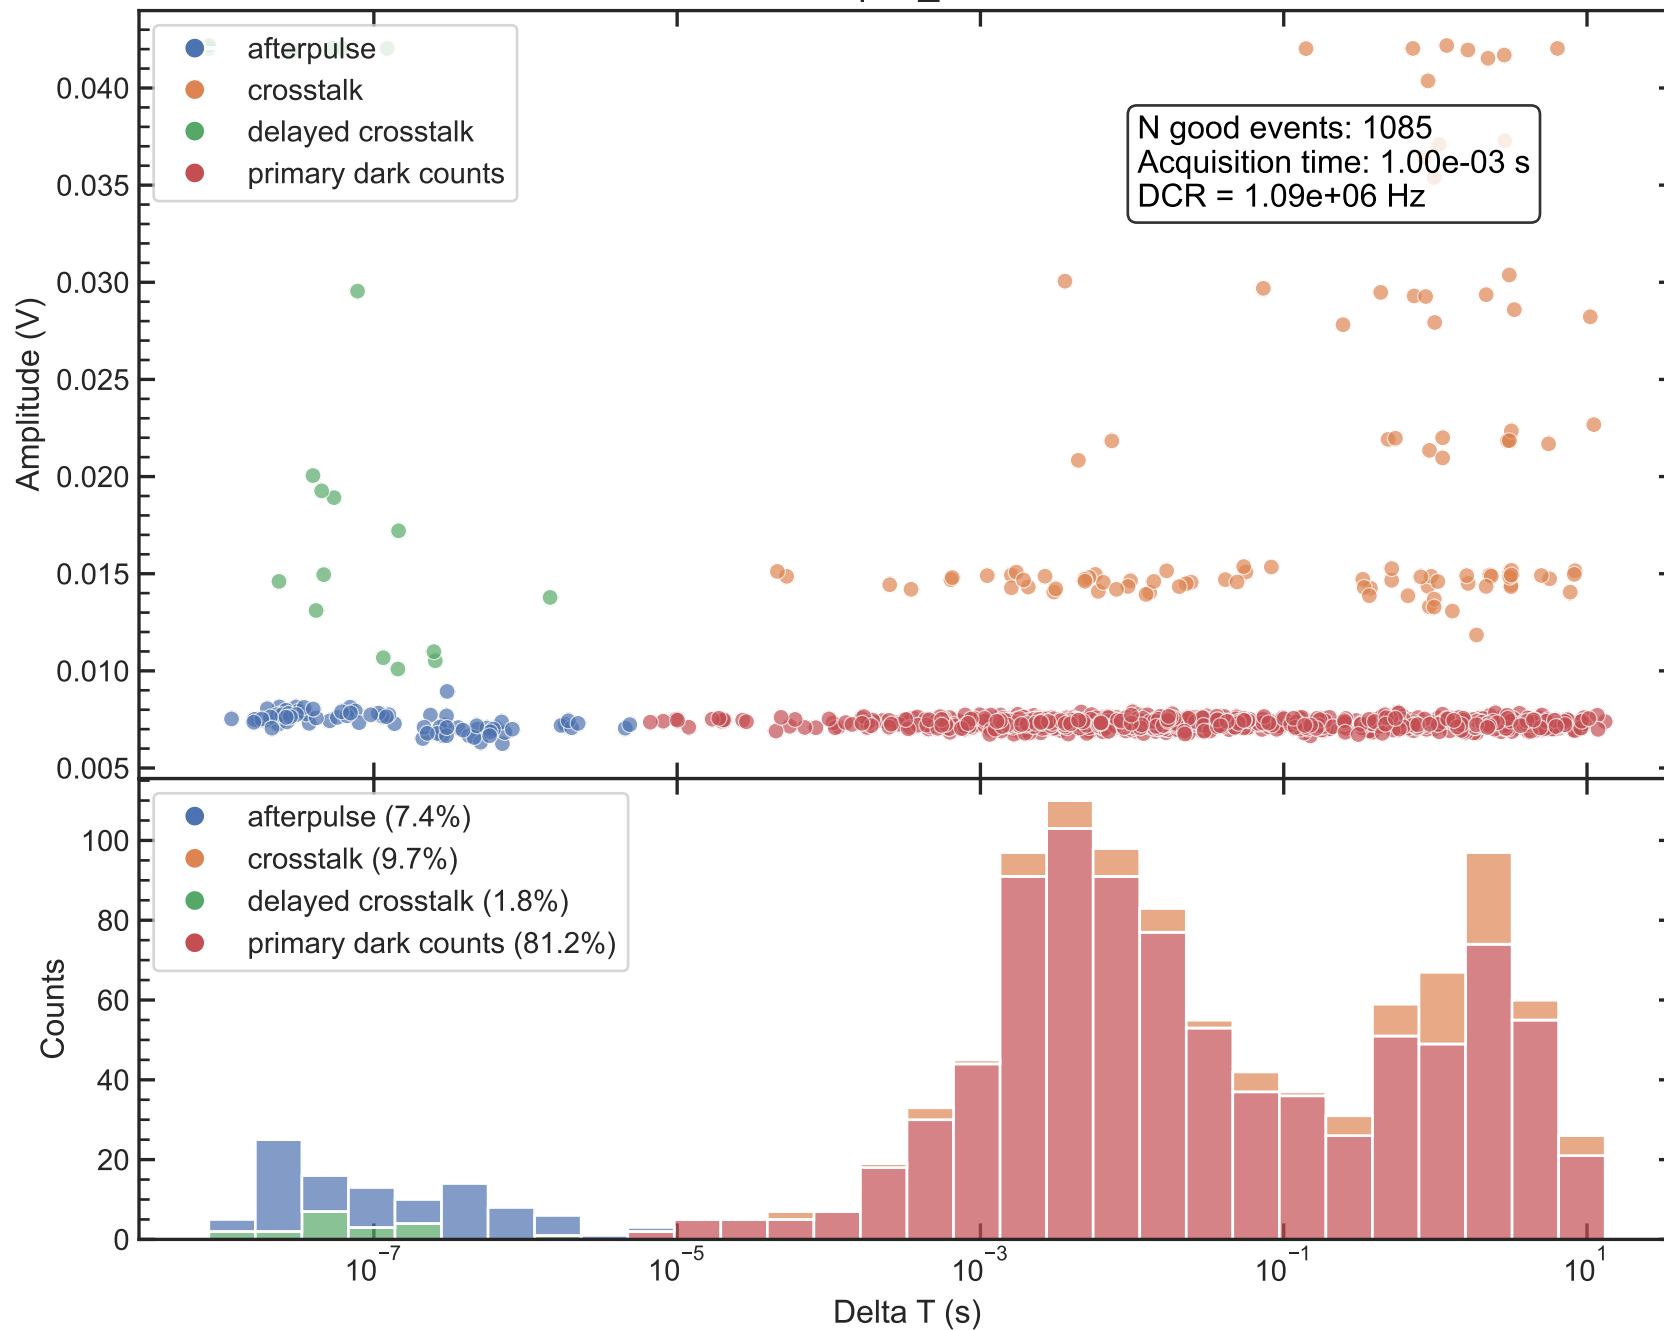 afterpulse
crosstalk
delayed crosstalk
primary dark counts
N good events: 1085
Acquisition time: 1.00e-03 s
DCR = 1.09e+06 Hz
0.040
0.035
0.030
0.025
0.020
0.015
0.010
0.005
Amplitude (V)
afterpulse (7.4%)
crosstalk (9.7%)
delayed crosstalk (1.8%)
primary dark counts (81.2%)
100
80
60
40
20
0
Counts
10⁻⁷ 10⁻⁵ 10⁻³ 10⁻¹ 10¹
Delta T (s)